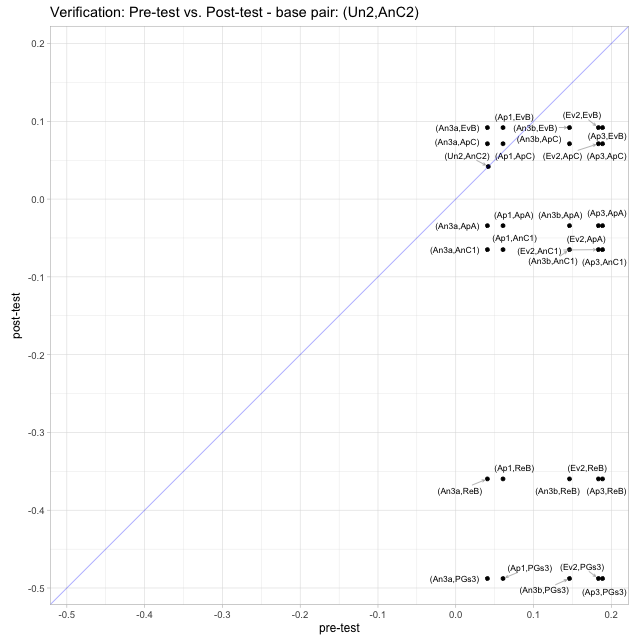 Verification: Pre-test vs. Post-test - base pair: (Un2,AnC2)
0.2
(Ap1,EvB)
(Ev2,EvB)
0.1
(An3a,EvB)
(An3b,EvB)
(Ap3,EvB)
(An3a,ApC)
(An3b,ApC)
(Un2,AnC2)
(Ap1,ApC)
(Ev2,ApC)
(Ap3,ApC)
0.0
(Ap1,ApA)
(An3b,ApA)
(Ap3,ApA)
(An3a,ApA)
(Ap1,AnC1)
(Ev2,ApA)
(An3a,AnC1)
(Ev2,AnC1)
(An3b,AnC1)
(Ap3,AnC1)
-0.1
post-test
-0.2
-0.3
(Ap1,ReB)
(Ev2,ReB)
(An3a,ReB)
(An3b,ReB)
(Ap3,ReB)
-0.4
(Ap1,PGs3)
(Ev2,PGs3)
(An3a,PGs3)
(An3b,PGs3)
(Ap3,PGs3)
-0.5
-0.5 -0.4 -0.3 -0.2 -0.1 0.0 0.1 0.2
pre-test